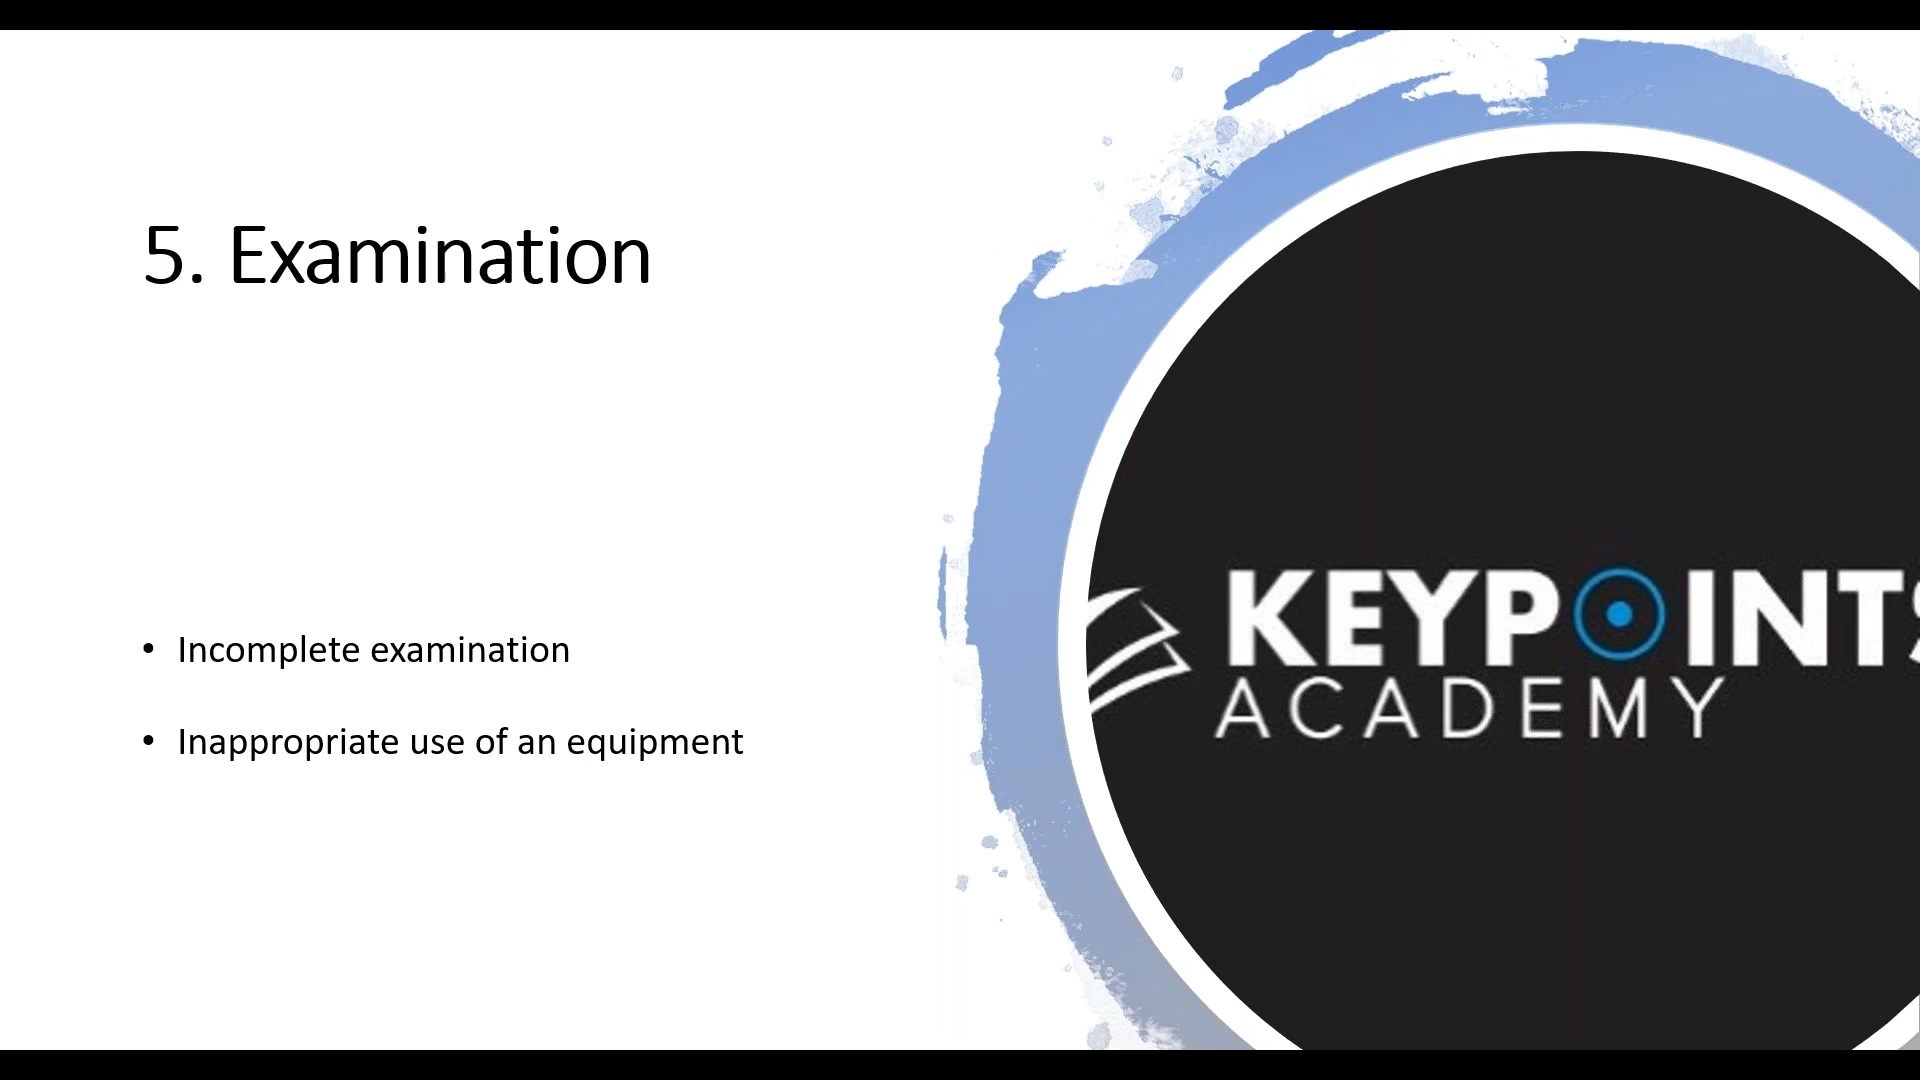 5. Examination
• Incomplete examination
• Inappropriate use of an equipment
KEYPOINTS
ACADEMY